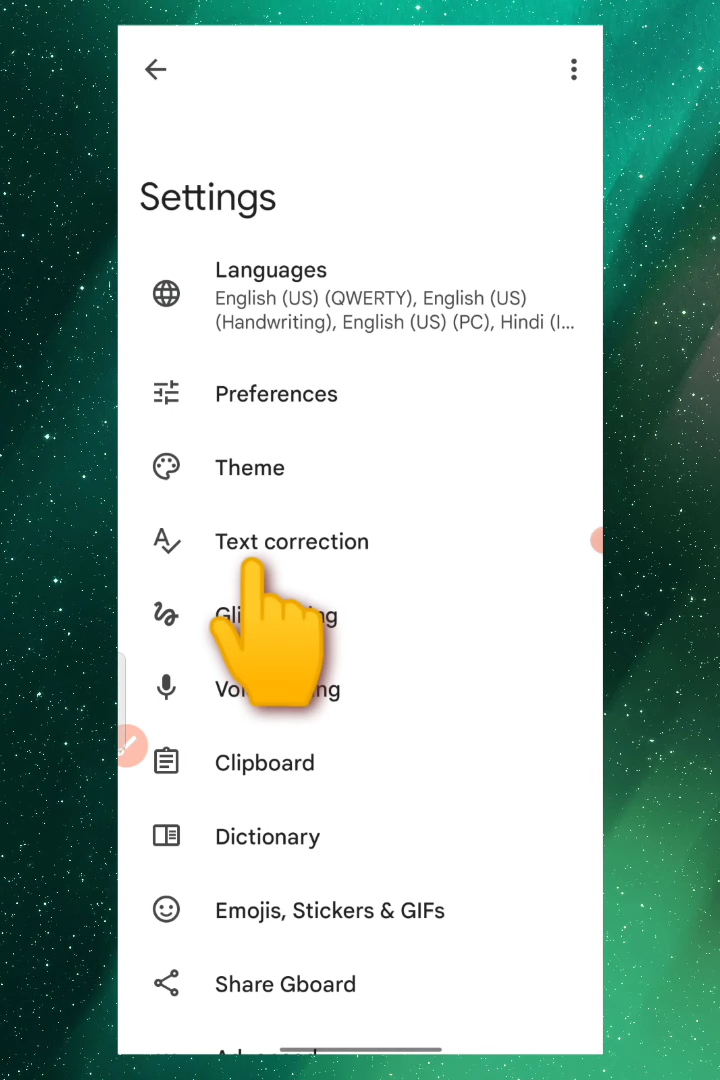 Settings
Languages
English (US) (QWERTY), English (US)
(Handwriting), English (US) (PC), Hindi (I...
Preferences
Theme
Text correction
Clipboard
Dictionary
Emojis, Stickers & GIFs
Share Gboard